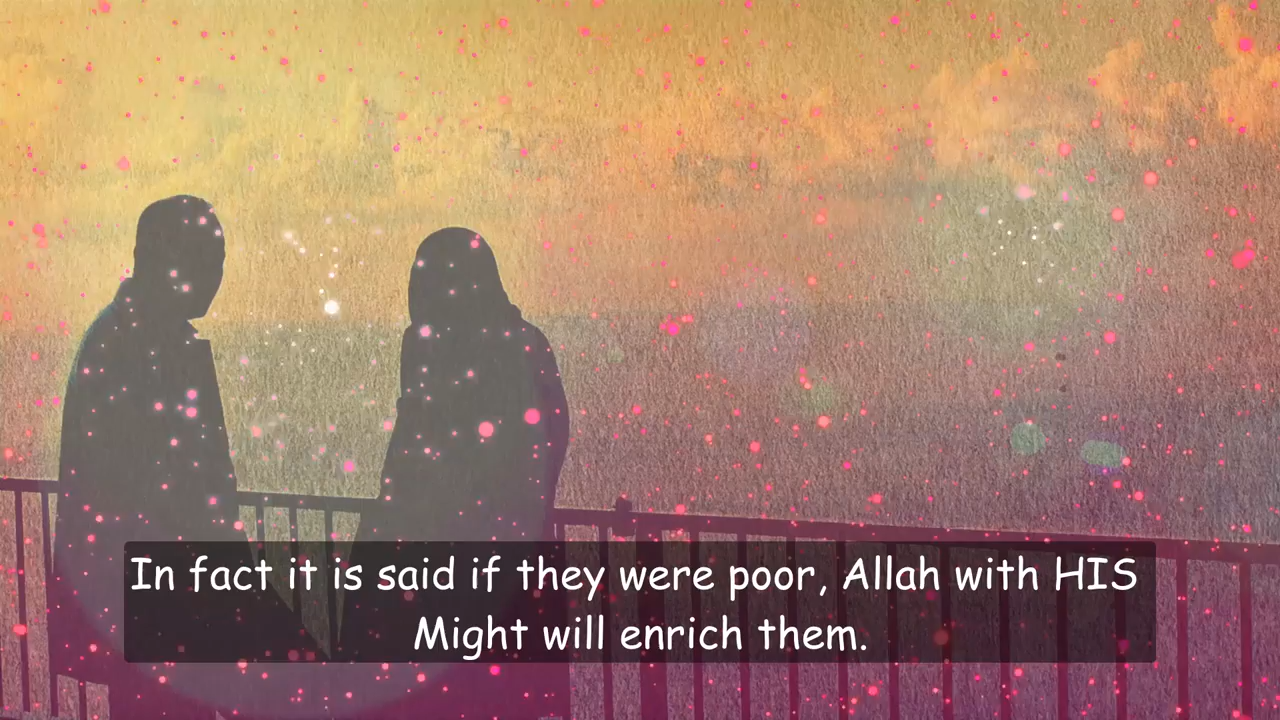 In fact it is said if they were poor, Allah with HIS
Might will enrich them.